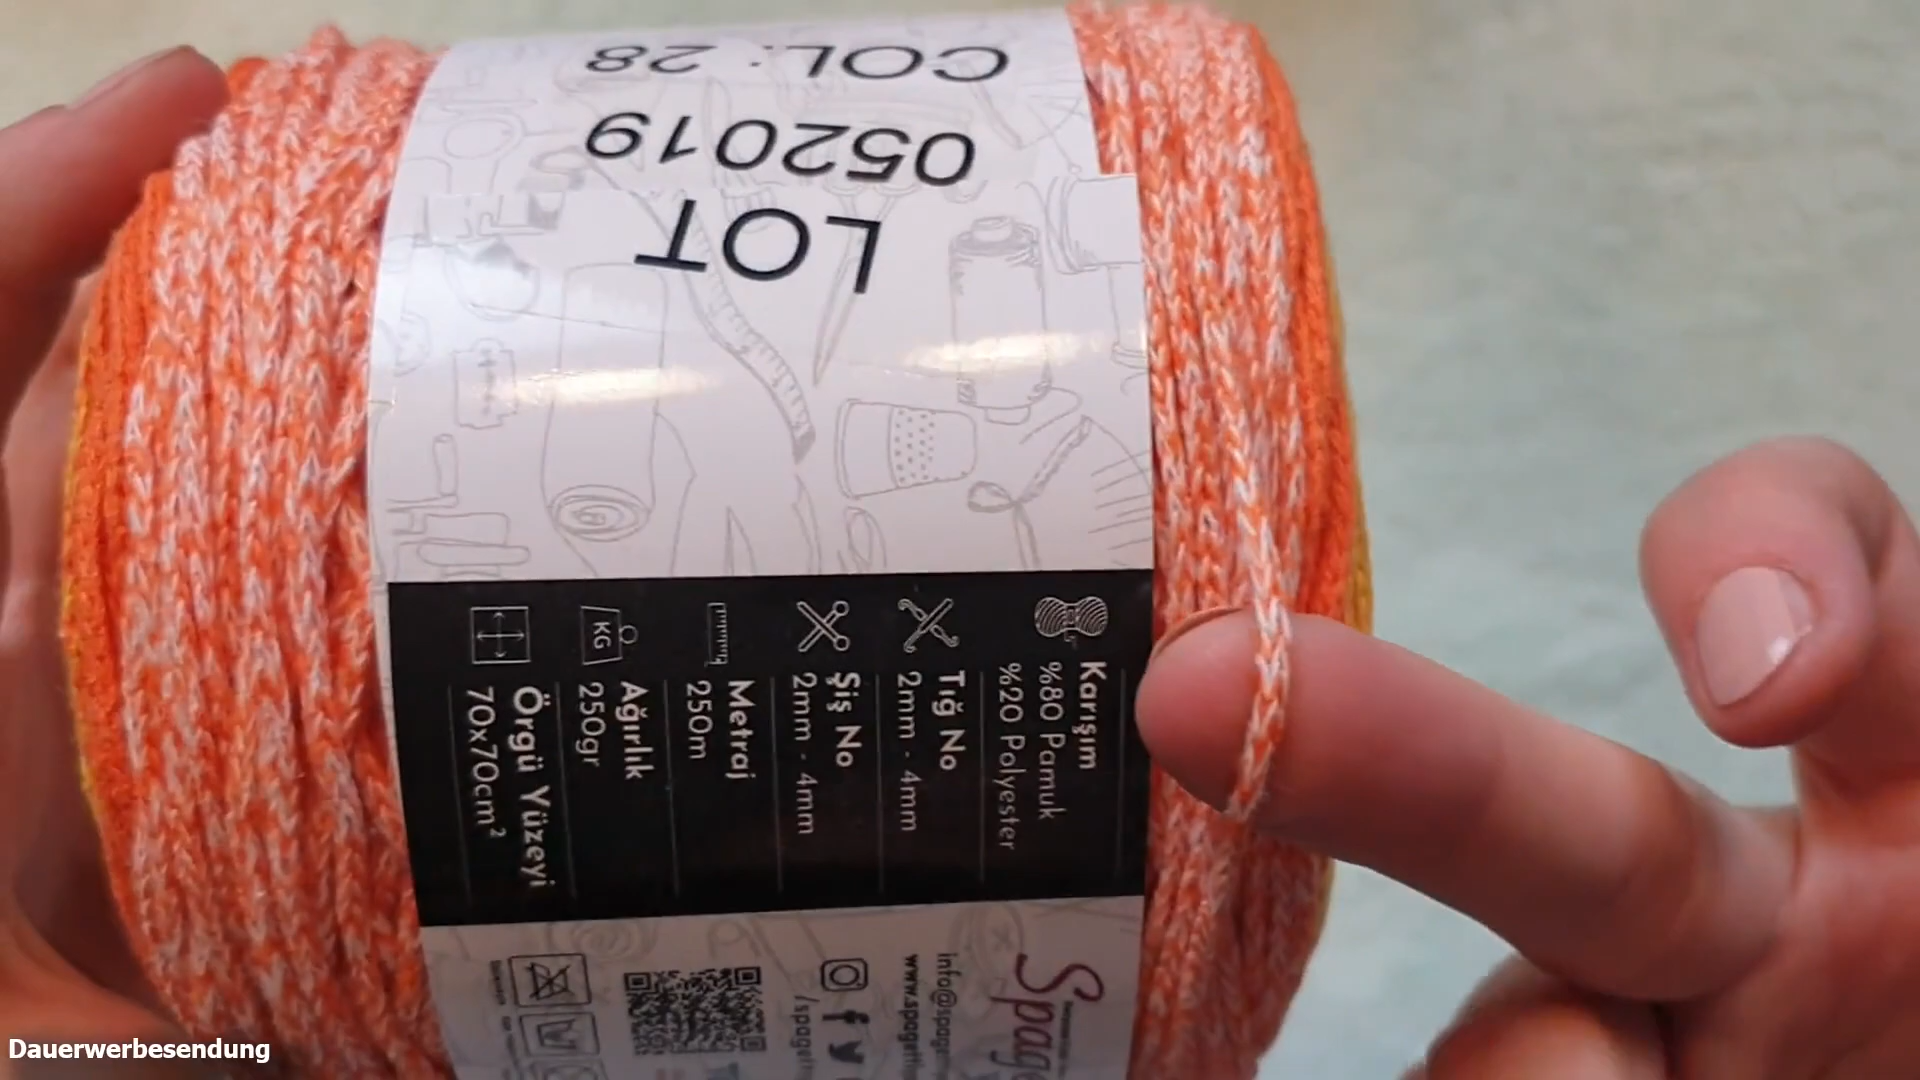 LOT
052019
COL: 28
Karışım
%80 Pamuk
%20 Polyester
Tığ No
2mm - 4mm
Şiş No
2mm - 4mm
Metraj
250m
Ağırlık
250gr
KG
Örgü Yüzeyi
70x70cm²
Dauerwerbesendung